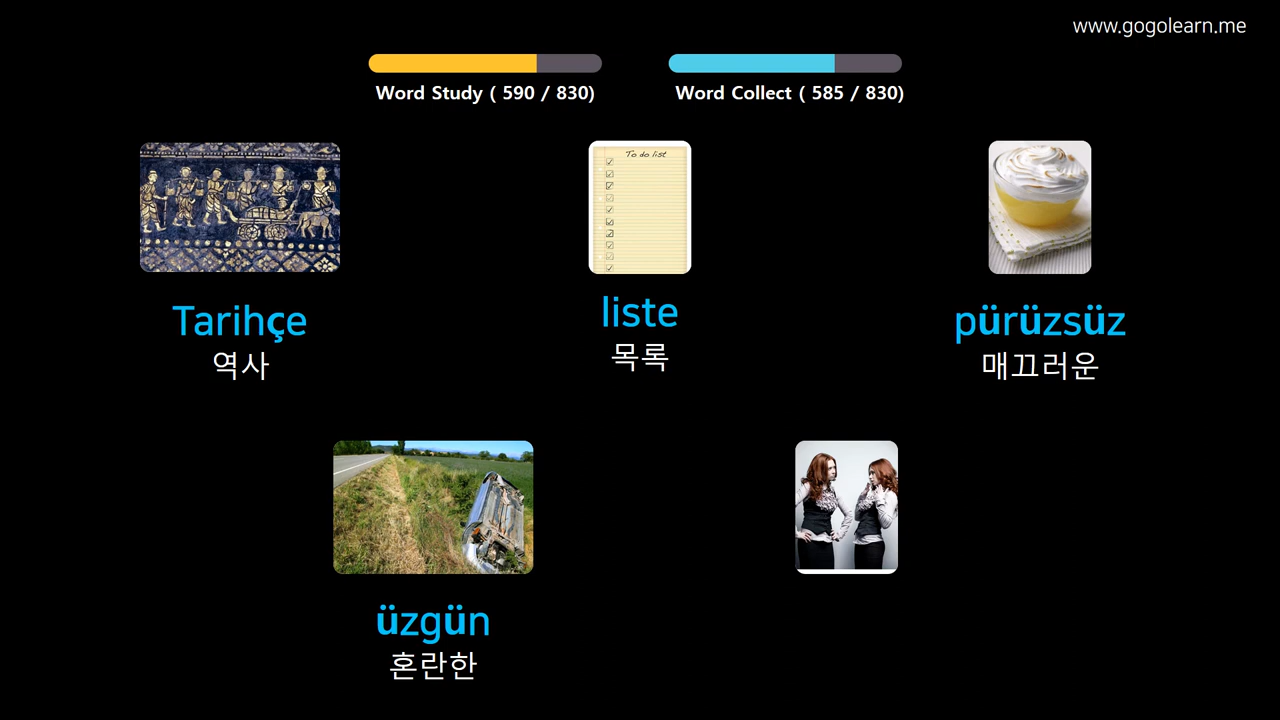 www.gogolearn.me
Word Study ( 590 / 830)
Word Collect ( 585 / 830)
To do list
Tarihçe
역사
liste
목록
pürüzsüz
매끄러운
üzgün
혼란한